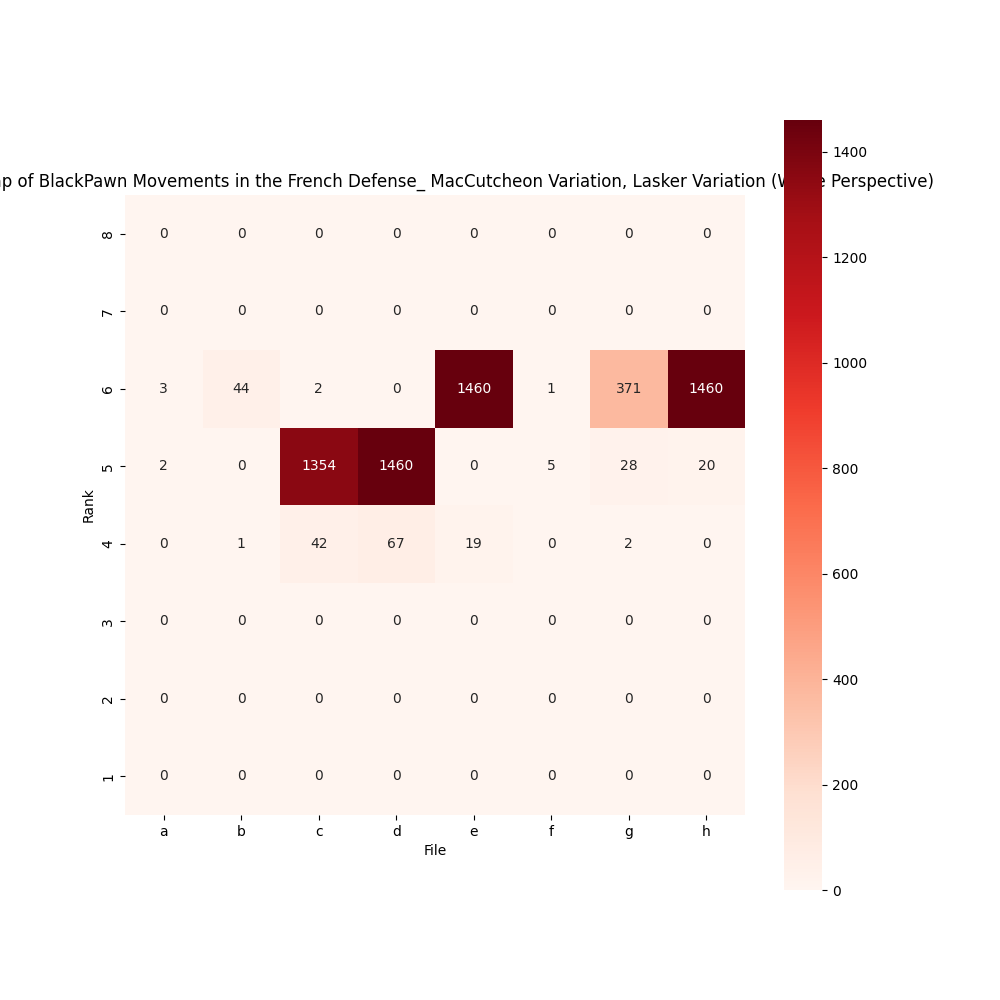 p of BlackPawn Movements in the French Defense_ MacCutcheon Variation, Lasker Variation (W e Perspective)
8 0 0 0 0 0 0 0 0
7 0 0 0 0 0 0 0 0
6 3 44 2 0 1460 1 371 1460
5 2 0 1354 1460 0 5 28 20
4 0 1 42 67 19 0 2 0
3 0 0 0 0 0 0 0 0
2 0 0 0 0 0 0 0 0
1 0 0 0 0 0 0 0 0
Rank
a b c d e f g h
File
1400
1200
1000
800
600
400
200
0